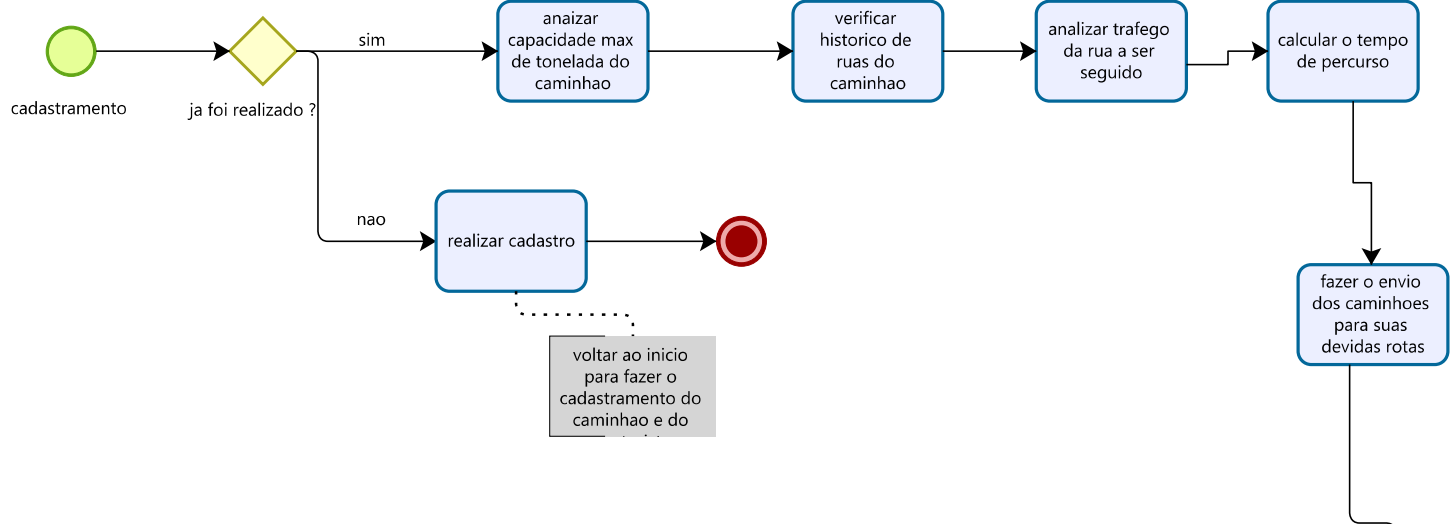 cadastramento
ja foi realizado ?
sim
anaizar
capacidade max
de tonelada do
caminhao
verificar
historico de
ruas do
caminhao
analizar trafego
da rua a ser
seguido
calcular o tempo
de percurso
nao
realizar cadastro
voltar ao inicio
para fazer o
cadastramento do
caminhao e do
fazer o envio
dos caminhoes
para suas
devidas rotas